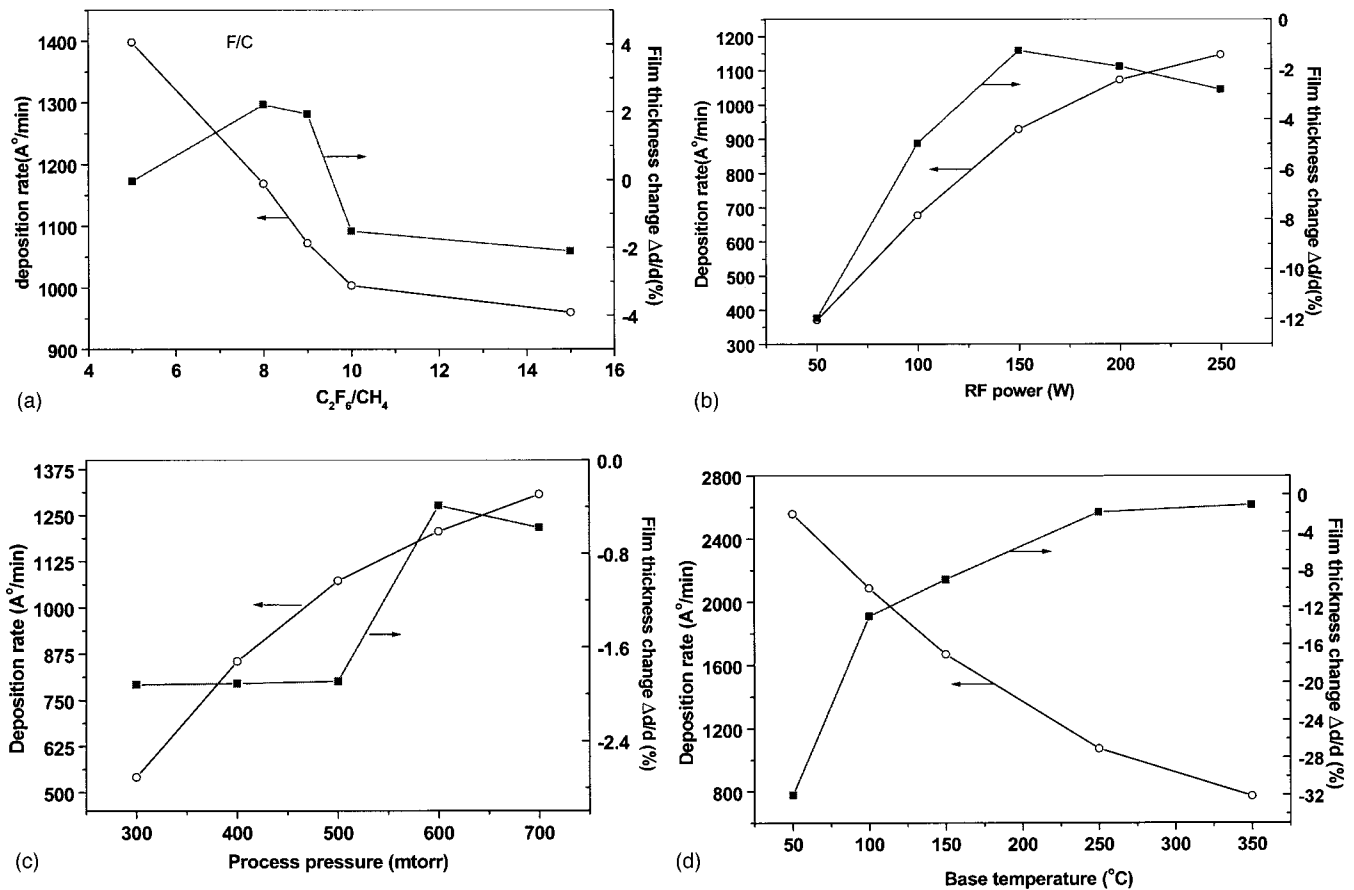 1400
1300
1200
1100
1000
900
deposition rate(A°/min)
F/C
4
2
0
-2
-4
Film thickness change Δd/d(%)
4 6 8 10 12 14 16
C₂F₆/CH₄
(a)
1200
1100
1000
900
800
700
600
500
400
300
Deposition rate(A°/min)
0
-2
-4
-6
-8
-10
-12
Film thickness change Δd/d(%)
50 100 150 200 250
RF power (W)
(b)
1375
1250
1125
1000
875
750
625
500
Deposition rate (A°/min)
0.0
-0.8
-1.6
-2.4
Film thickness change Δd/d (%)
300 400 500 600 700
Process pressure (mtorr)
(c)
2800
2400
2000
1600
1200
800
Deposition rate (A°/min)
0
-4
-8
-12
-16
-20
-24
-28
-32
Film thickness change Δd/d (%)
50 100 150 200 250 300 350
Base temperature (°C)
(d)